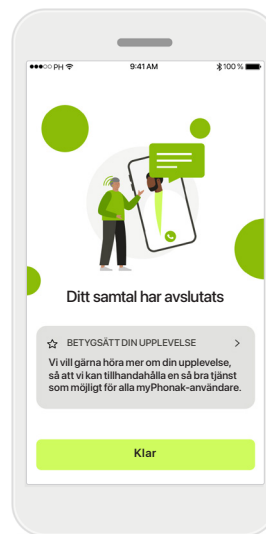 PH 9:41 AM 100 %
Ditt samtal har avslutats
BETYGSÄTT DIN UPPLEVELSE
Vi vill gärna höra mer om din upplevelse,
så att vi kan tillhandahålla en så bra tjänst
som möjligt för alla myPhonak-användare.
Klar